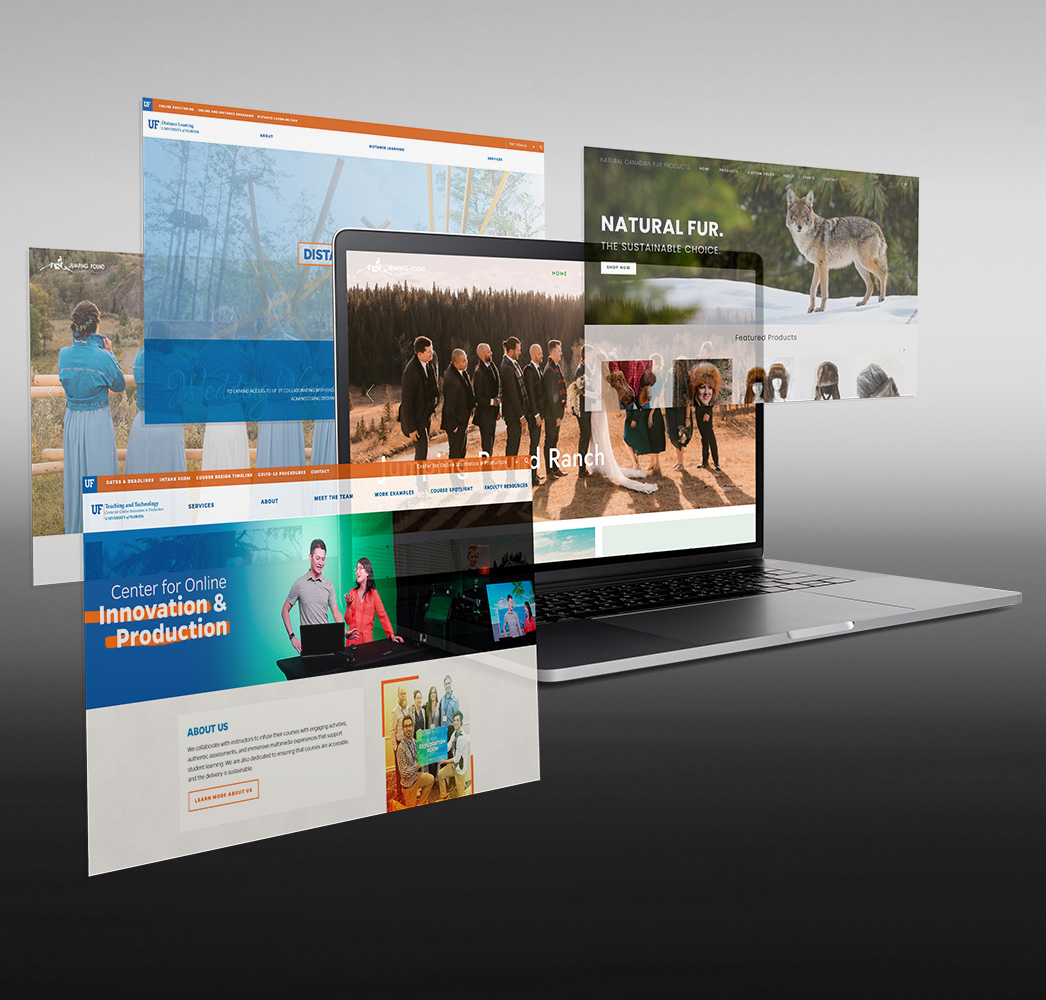 UF
ONLINE PROCTORING ONLINE AND DISTANCE PROGRAMS DISTANCE LEARNING FEES
UF Distance Learning
UNIVERSITY of FLORIDA
ABOUT
DISTANCE LEARNING
SERVICES
DISTA
TO EXPAND ACCESS TO UF BY COLLABORATING WITH
NATURAL CANADIAN FUR PRODUCTS
HOME
PRODUCTS
ABOUT
EVENTS
CONTACT
NATURAL FUR.
THE SUSTAINABLE CHOICE.
SHOP NOW
Featured Products
JUMPING POUND
JUMPING POUND
HOME
Jumping Pound Ranch
UF
DATES & DEADLINES INTAKE FORM COURSE DESIGN TIMELINE COVID-19 PROCEDURES CONTACT
Center for Online Innovation & Production
UF Teaching and Technology
Center for Online Innovation & Production
UNIVERSITY of FLORIDA
SERVICES
ABOUT
MEET THE TEAM
WORK EXAMPLES
COURSE SPOTLIGHT
FACULTY RESOURCES
Center for Online
Innovation &
Production
ABOUT US
We collaborate with instructors to infuse their courses with engaging activities,
authentic assessments, and immersive multimedia experiences that support
student learning. We are also dedicated to ensuring that courses are accessible,
and the delivery is sustainable.
LEARN MORE ABOUT US
EXPLORATION